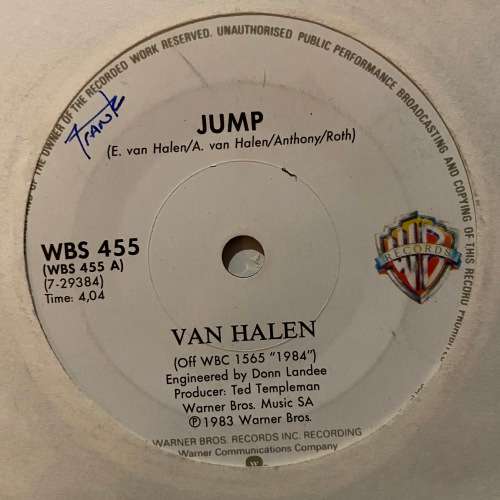 OF THE OWNER OF THE RECORDED WORK RESERVED. UNAUTHORISED PUBLIC PERFORMANCE BROADCASTING AND COPYING OF THIS RECORD PROHIBITED
FRANK
JUMP
(E. van Halen/A. van Halen/Anthony/Roth)
WBS 455
(WBS 455 A)
(7-29384)
Time: 4,04
WB
RECORDS
VAN HALEN
(Off WBC 1565 "1984")
Engineered by Donn Landee
Producer: Ted Templeman
Warner Bros. Music SA
Ⓟ1983 Warner Bros.
WARNER BROS. RECORDS INC. RECORDING
Warner Communications Company
W